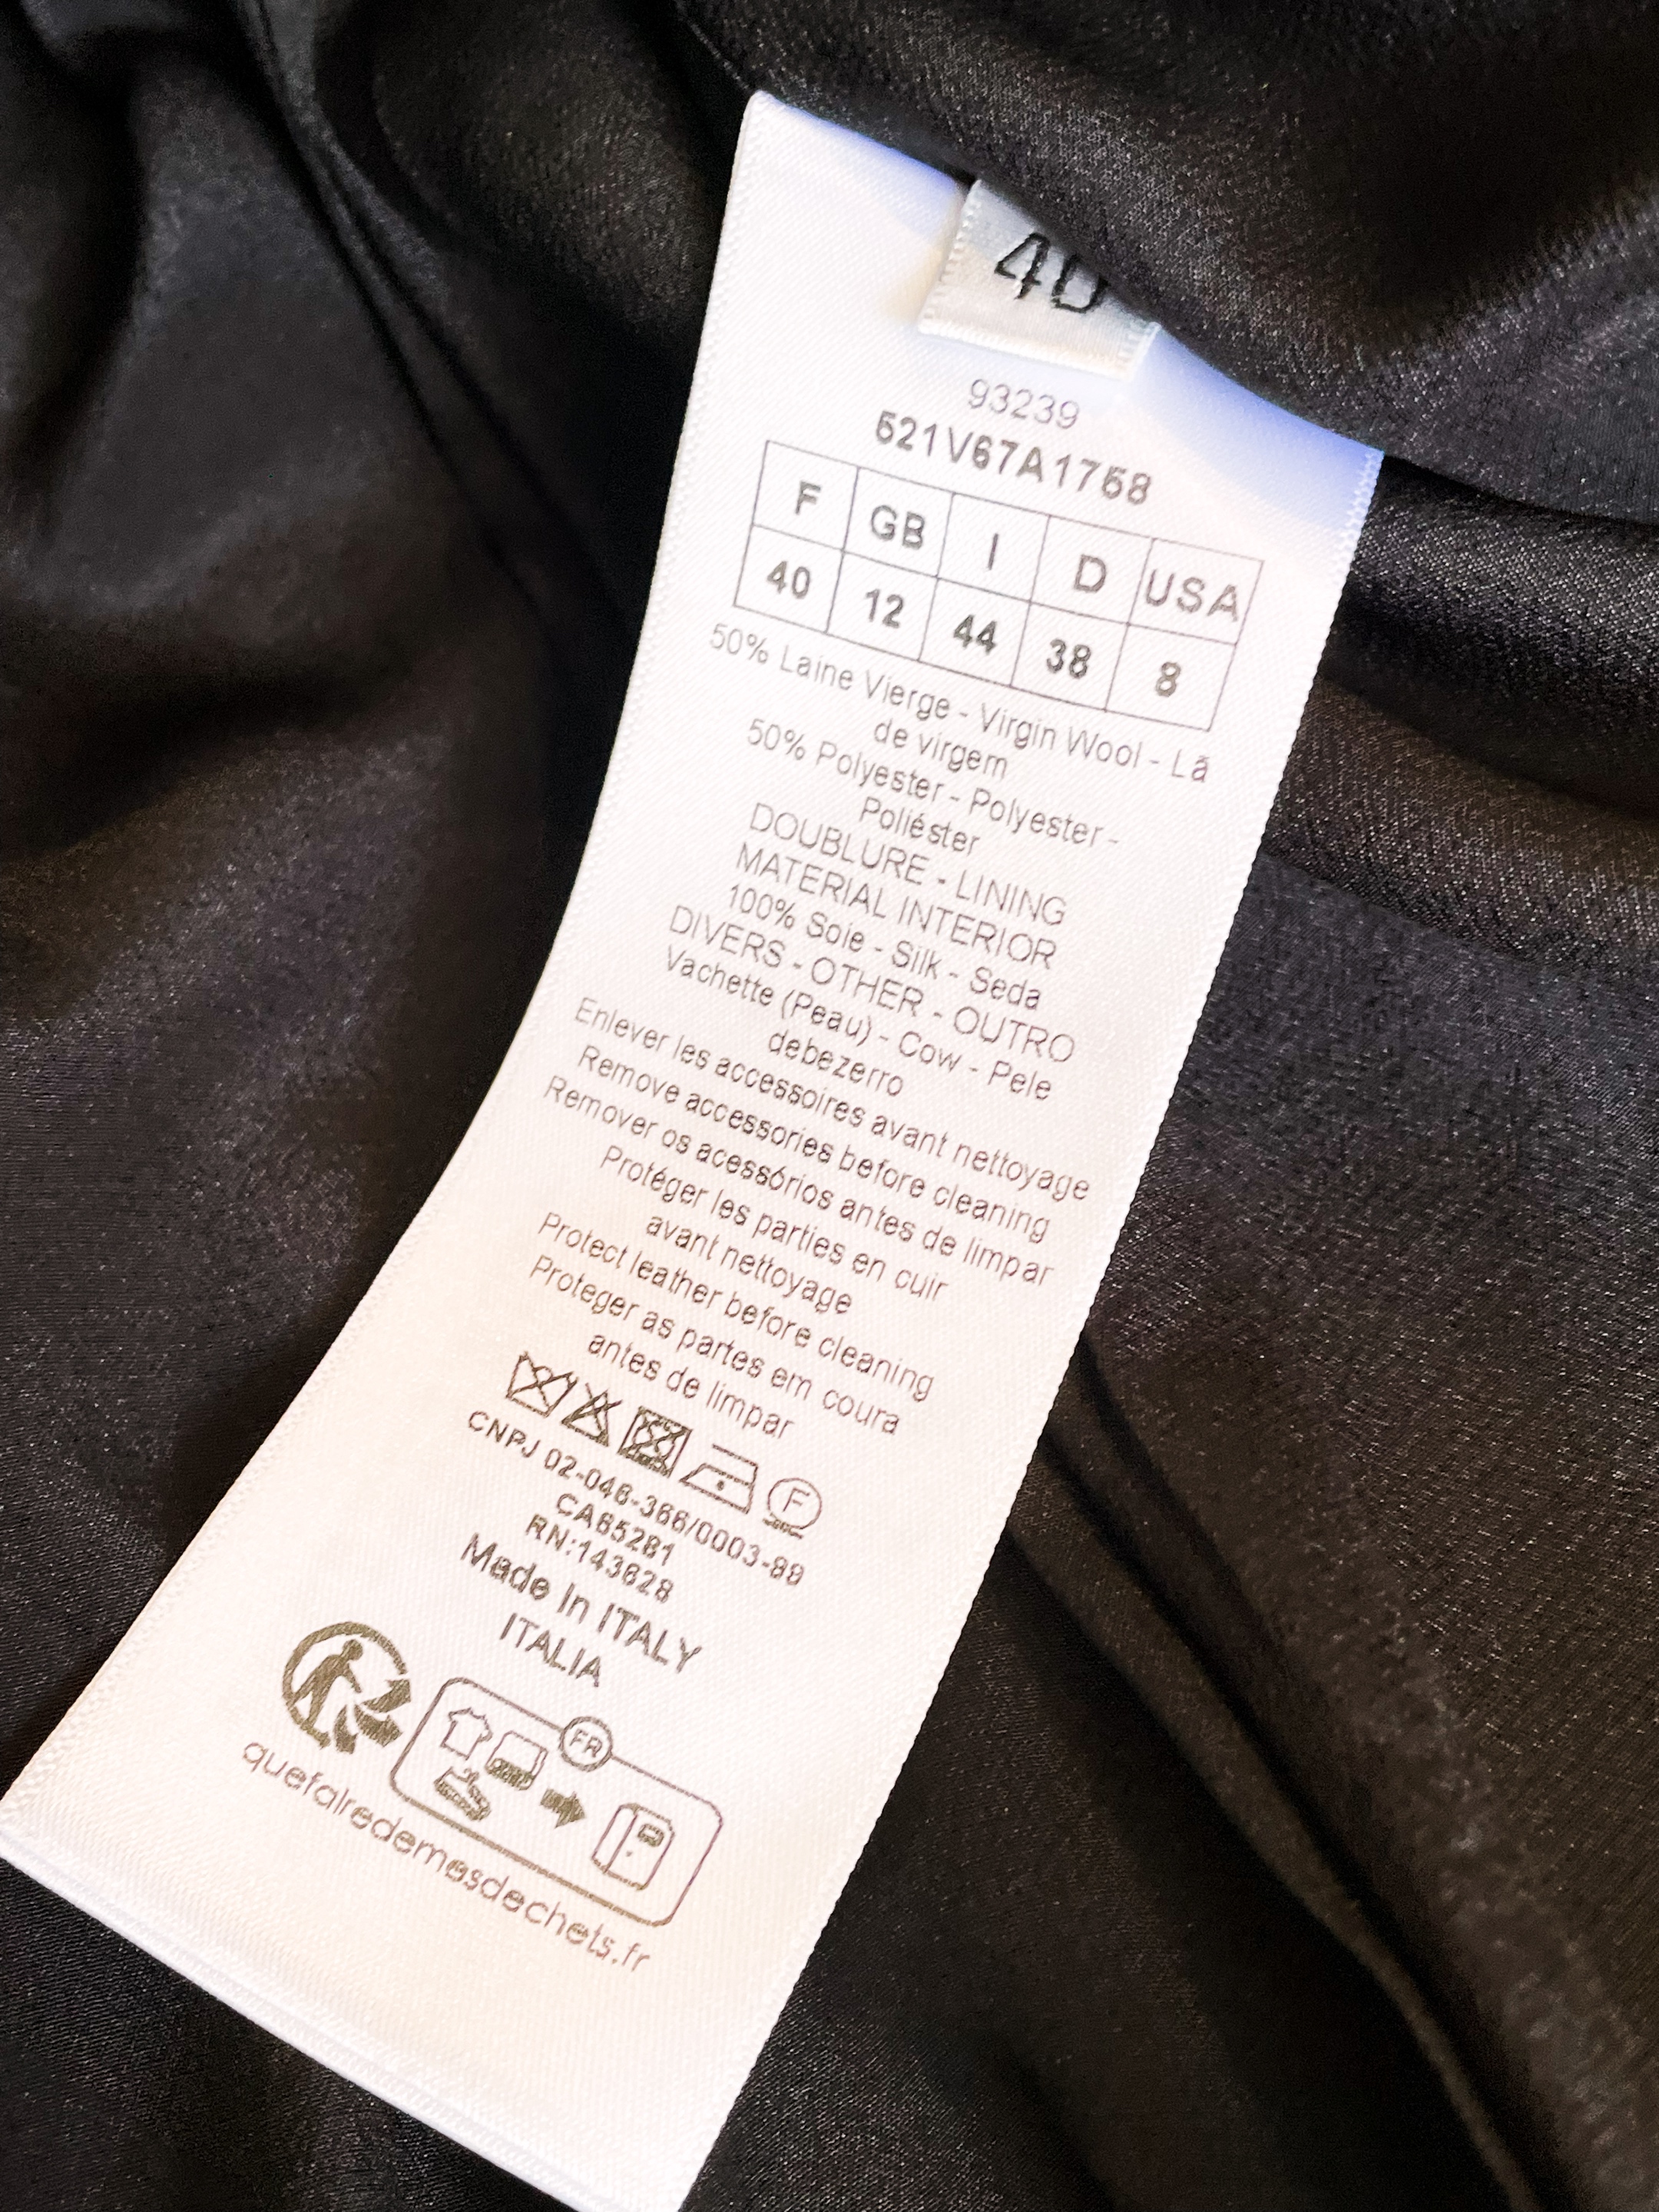 40
93239
521V67A1758
F GB I D USA
40 12 44 38 8
50% Laine Vierge - Virgin Wool - Lã
de virgem
50% Polyester - Polyester -
Poliéster
DOUBLURE - LINING
MATERIAL INTERIOR
100% Soie - Silk - Seda
DIVERS - OTHER - OUTRO
Vachette (Peau) - Cow - Pele
debezerro
Enlever les accessoires avant nettoyage
Remove accessories before cleaning
Remover os acessórios antes de limpar
Protéger les parties en cuir
avant nettoyage
Protect leather before cleaning
Proteger as partes em coura
antes de limpar
F
CNPJ 02-046-366/0003-99
CA65281
RN:143628
Made In ITALY
ITALIA
FR
quefairedemesdechets.fr